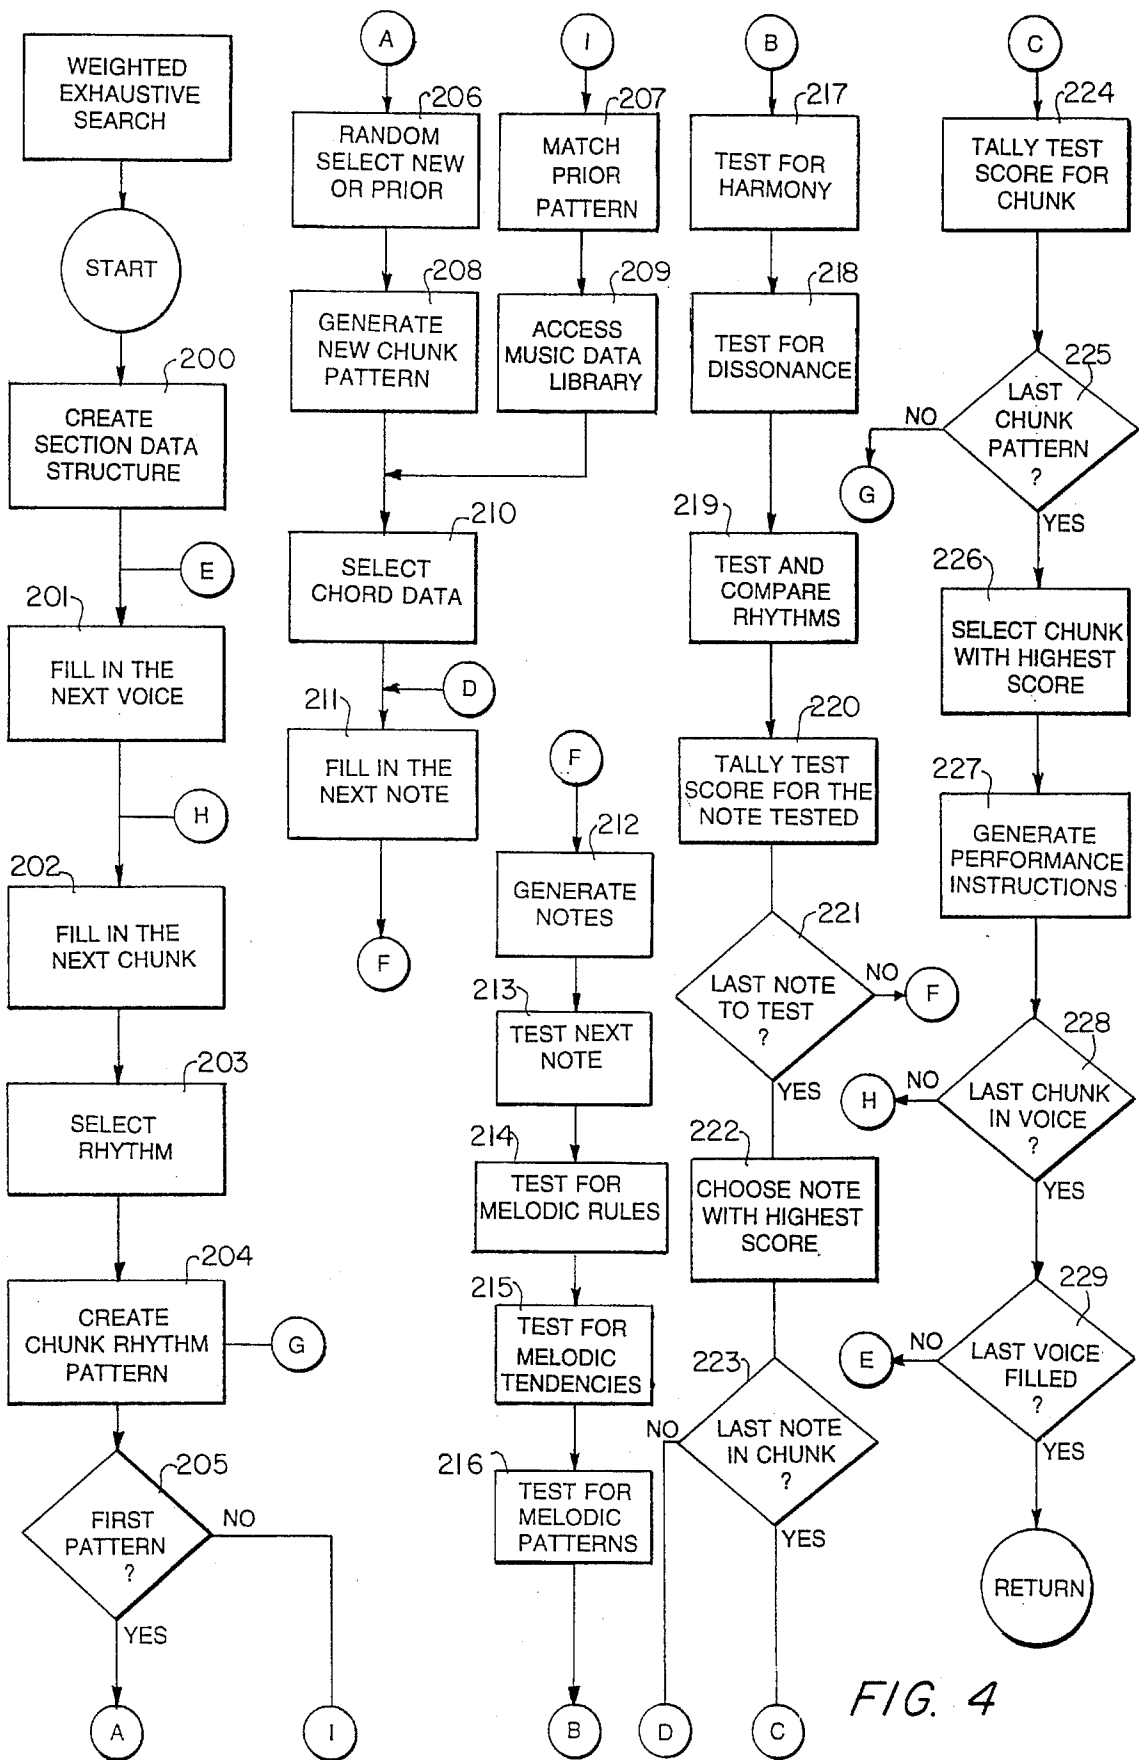 WEIGHTED
EXHAUSTIVE
SEARCH
START
200
CREATE
SECTION DATA
STRUCTURE
E
201
FILL IN THE
NEXT VOICE
H
202
FILL IN THE
NEXT CHUNK
203
SELECT
RHYTHM
204
CREATE
CHUNK RHYTHM
PATTERN
G
205
FIRST
PATTERN
?
NO
YES
A
I
A
206
RANDOM
SELECT NEW
OR PRIOR
208
GENERATE
NEW CHUNK
PATTERN
I
207
MATCH
PRIOR
PATTERN
209
ACCESS
MUSIC DATA
LIBRARY
210
SELECT
CHORD DATA
D
211
FILL IN THE
NEXT NOTE
F
F
212
GENERATE
NOTES
213
TEST NEXT
NOTE
214
TEST FOR
MELODIC RULES
215
TEST FOR
MELODIC
TENDENCIES
216
TEST FOR
MELODIC
PATTERNS
B
B
217
TEST FOR
HARMONY
218
TEST FOR
DISSONANCE
219
TEST AND
COMPARE
RHYTHMS
220
TALLY TEST
SCORE FOR THE
NOTE TESTED
221
LAST NOTE
TO TEST
?
NO
F
YES
222
CHOOSE NOTE
WITH HIGHEST
SCORE
223
LAST NOTE
IN CHUNK
?
NO
YES
D
C
C
224
TALLY TEST
SCORE FOR
CHUNK
225
LAST
CHUNK
PATTERN
?
NO
G
YES
226
SELECT CHUNK
WITH HIGHEST
SCORE
227
GENERATE
PERFORMANCE
INSTRUCTIONS
228
LAST CHUNK
IN VOICE
?
NO
H
YES
229
LAST VOICE
FILLED
?
NO
E
YES
RETURN
FIG. 4